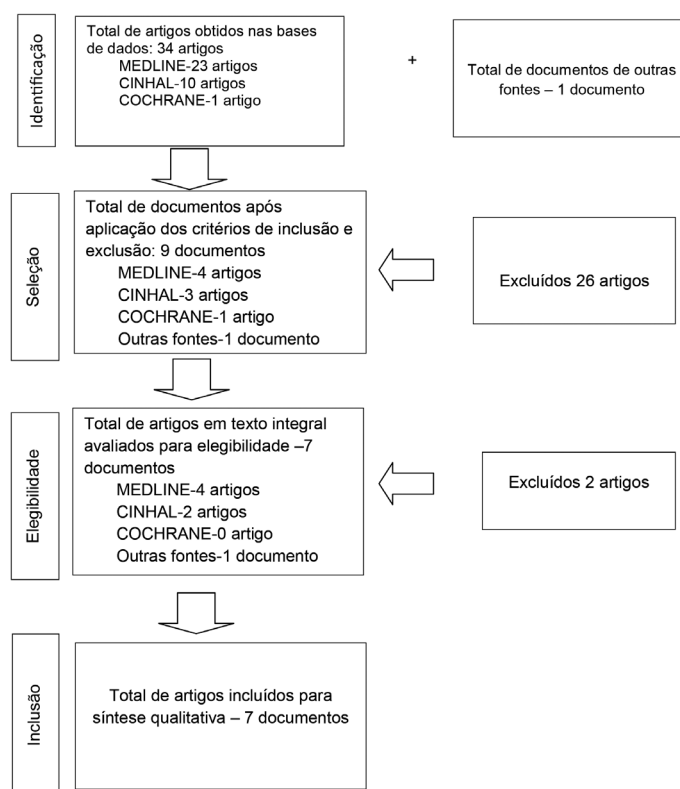 Identificação
Total de artigos obtidos nas bases
de dados: 34 artigos
MEDLINE-23 artigos
CINHAL-10 artigos
COCHRANE-1 artigo
+
Total de documentos de outras
fontes – 1 documento
Seleção
Total de documentos após
aplicação dos critérios de inclusão e
exclusão: 9 documentos
MEDLINE-4 artigos
CINHAL-3 artigos
COCHRANE-1 artigo
Outras fontes-1 documento
Excluídos 26 artigos
Elegibilidade
Total de artigos em texto integral
avaliados para elegibilidade –7
documentos
MEDLINE-4 artigos
CINHAL-2 artigos
COCHRANE-0 artigo
Outras fontes-1 documento
Excluídos 2 artigos
Inclusão
Total de artigos incluídos para
síntese qualitativa – 7 documentos